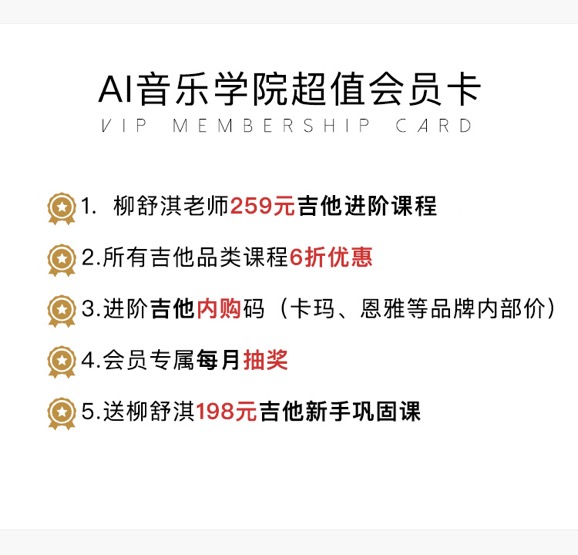 AI音乐学院超值会员卡
VIP MEMBERSHIP CARD
1. 柳舒淇老师259元吉他进阶课程
2.所有吉他品类课程6折优惠
3.进阶吉他内购码（卡玛、恩雅等品牌内部价）
4.会员专属每月抽奖
5.送柳舒淇198元吉他新手巩固课